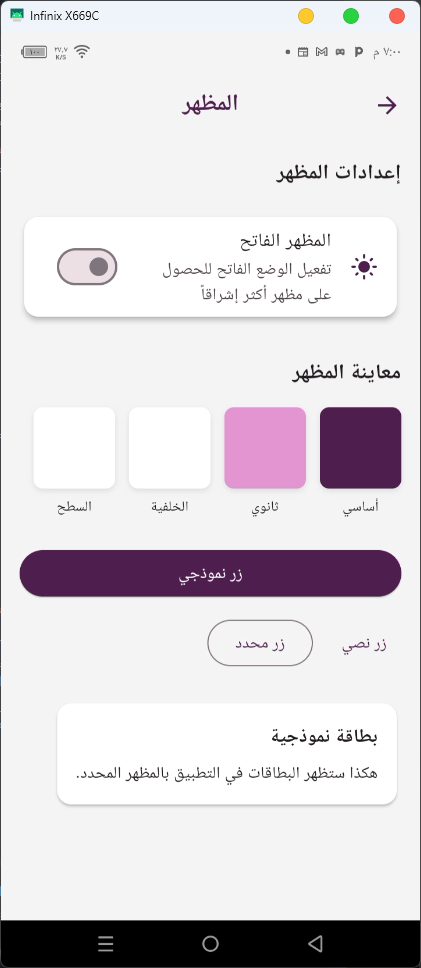 Infinix X669C
٧:٠٠ م
٢٧.٧
K/S
١٠٠
المظهر
إعدادات المظهر
المظهر الفاتح
تفعيل الوضع الفاتح للحصول
على مظهر أكثر إشراقاً
معاينة المظهر
أساسي
ثانوي
الخلفية
السطح
زر نموذجي
زر نصي
زر محدد
بطاقة نموذجية
هكذا ستظهر البطاقات في التطبيق بالمظهر المحدد.